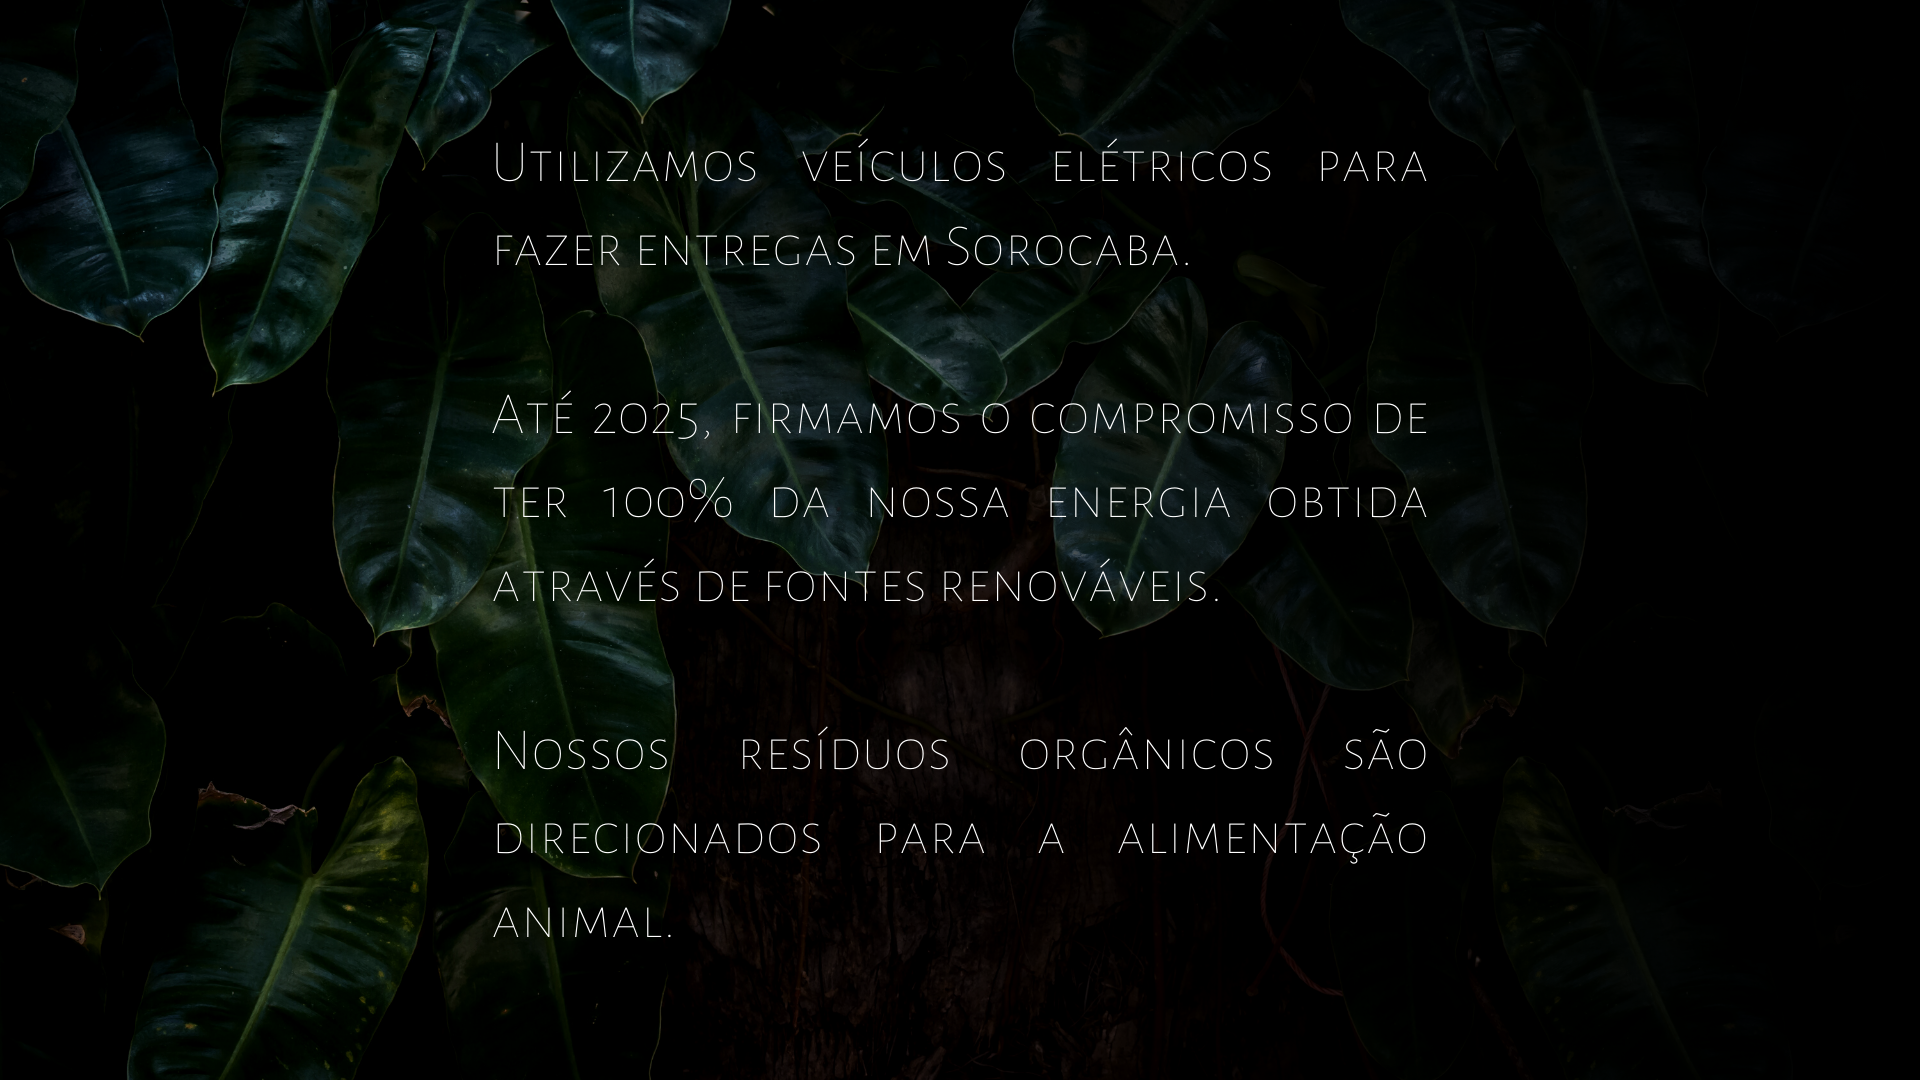 Utilizamos veículos elétricos para
fazer entregas em Sorocaba.
Até 2025, firmamos o compromisso de
ter 100% da nossa energia obtida
através de fontes renováveis.
Nossos resíduos orgânicos são
direcionados para a alimentação
animal.